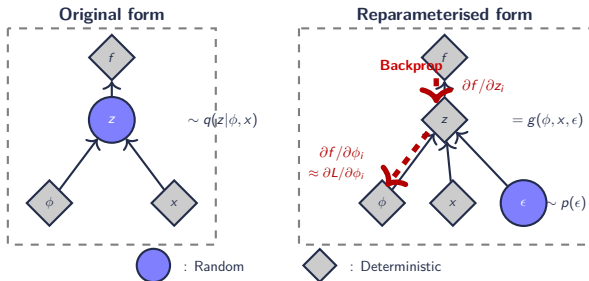 Original form
f
z
∼ q(z|ϕ, x)
ϕ
x
Reparameterised form
f
Backprop
∂f/∂z_i
z
= g(ϕ, x, ϵ)
∂f/∂ϕ_i
≈ ∂L/∂ϕ_i
ϕ
x
ϵ
∼ p(ϵ)
: Random
: Deterministic